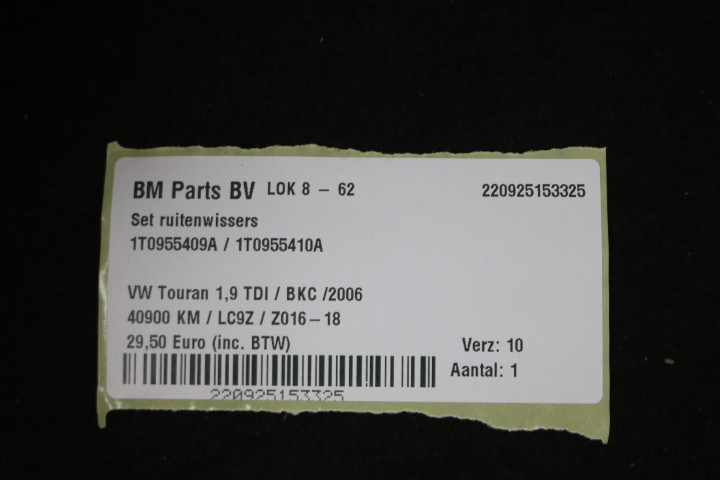 BM Parts BV LOK 8 - 62 220925153325
Set ruitenwissers
1T0955409A / 1T0955410A
VW Touran 1,9 TDI / BKC /2006
40900 KM / LC9Z / Z016-18
29,50 Euro (inc. BTW) Verz: 10
Aantal: 1
220925153325